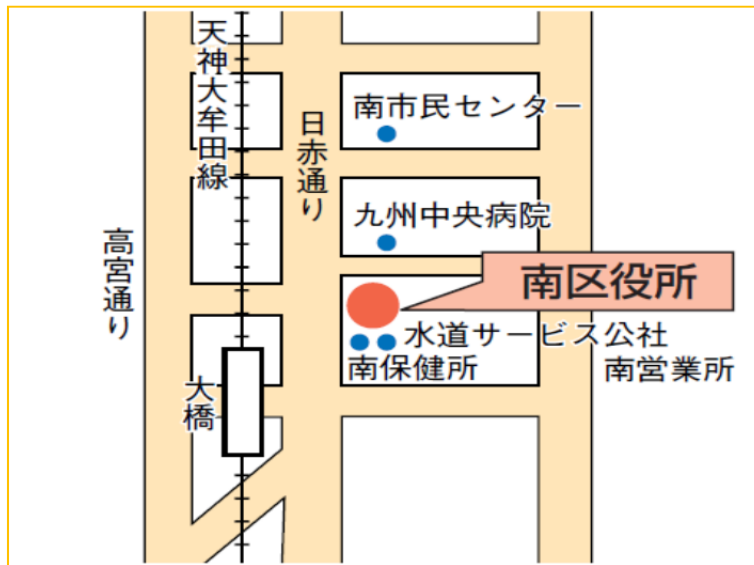 天神大牟田線
日赤通り
高宮通り
南市民センター
九州中央病院
南区役所
水道サービス公社
南営業所
南保健所
大橋